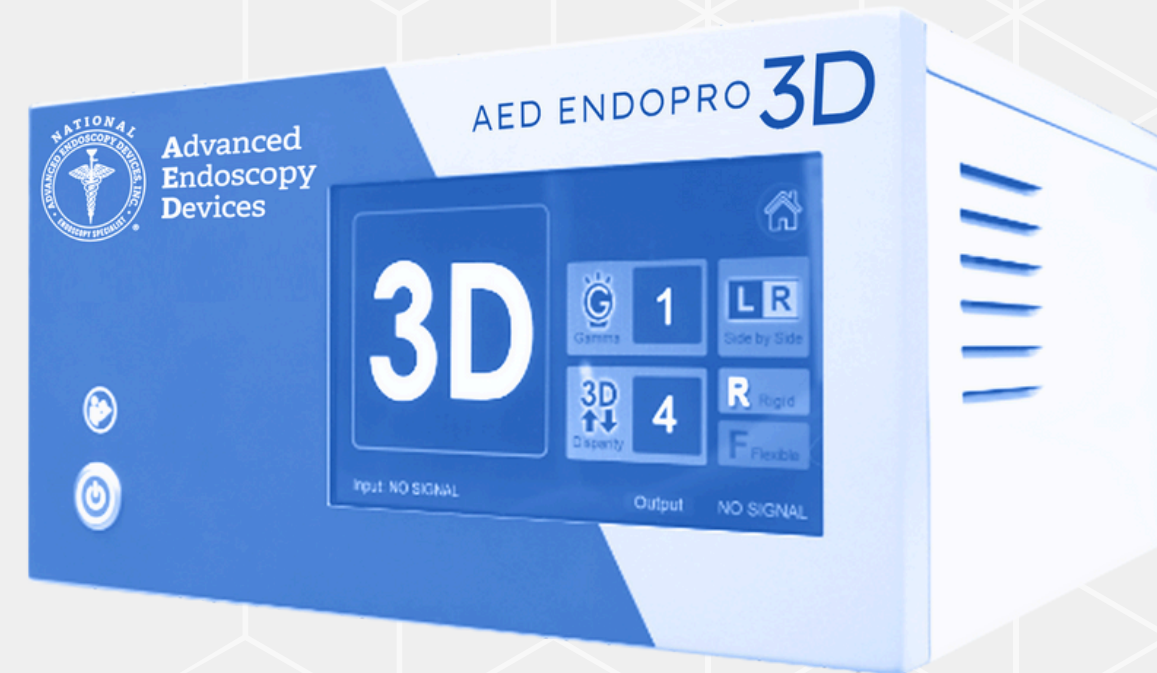 NATIONAL
ADVANCED ENDOSCOPY DEVICES, INC.
ENDOSCOPY SPECIALIST
®
Advanced
Endoscopy
Devices
AED ENDOPRO 3D
3D
G
Gamma
1
L R
Side by Side
3D
Disparity
4
R Rigid
F Flexible
Input: NO SIGNAL
Output NO SIGNAL